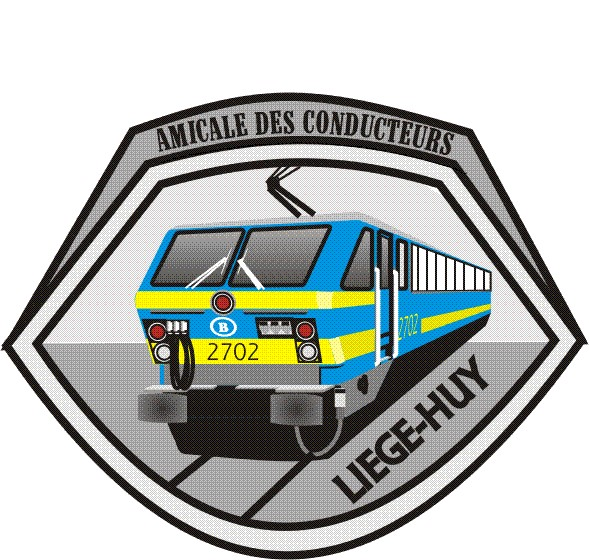 AMICALE DES CONDUCTEURS
B
2702
2702
LIEGE-HUY